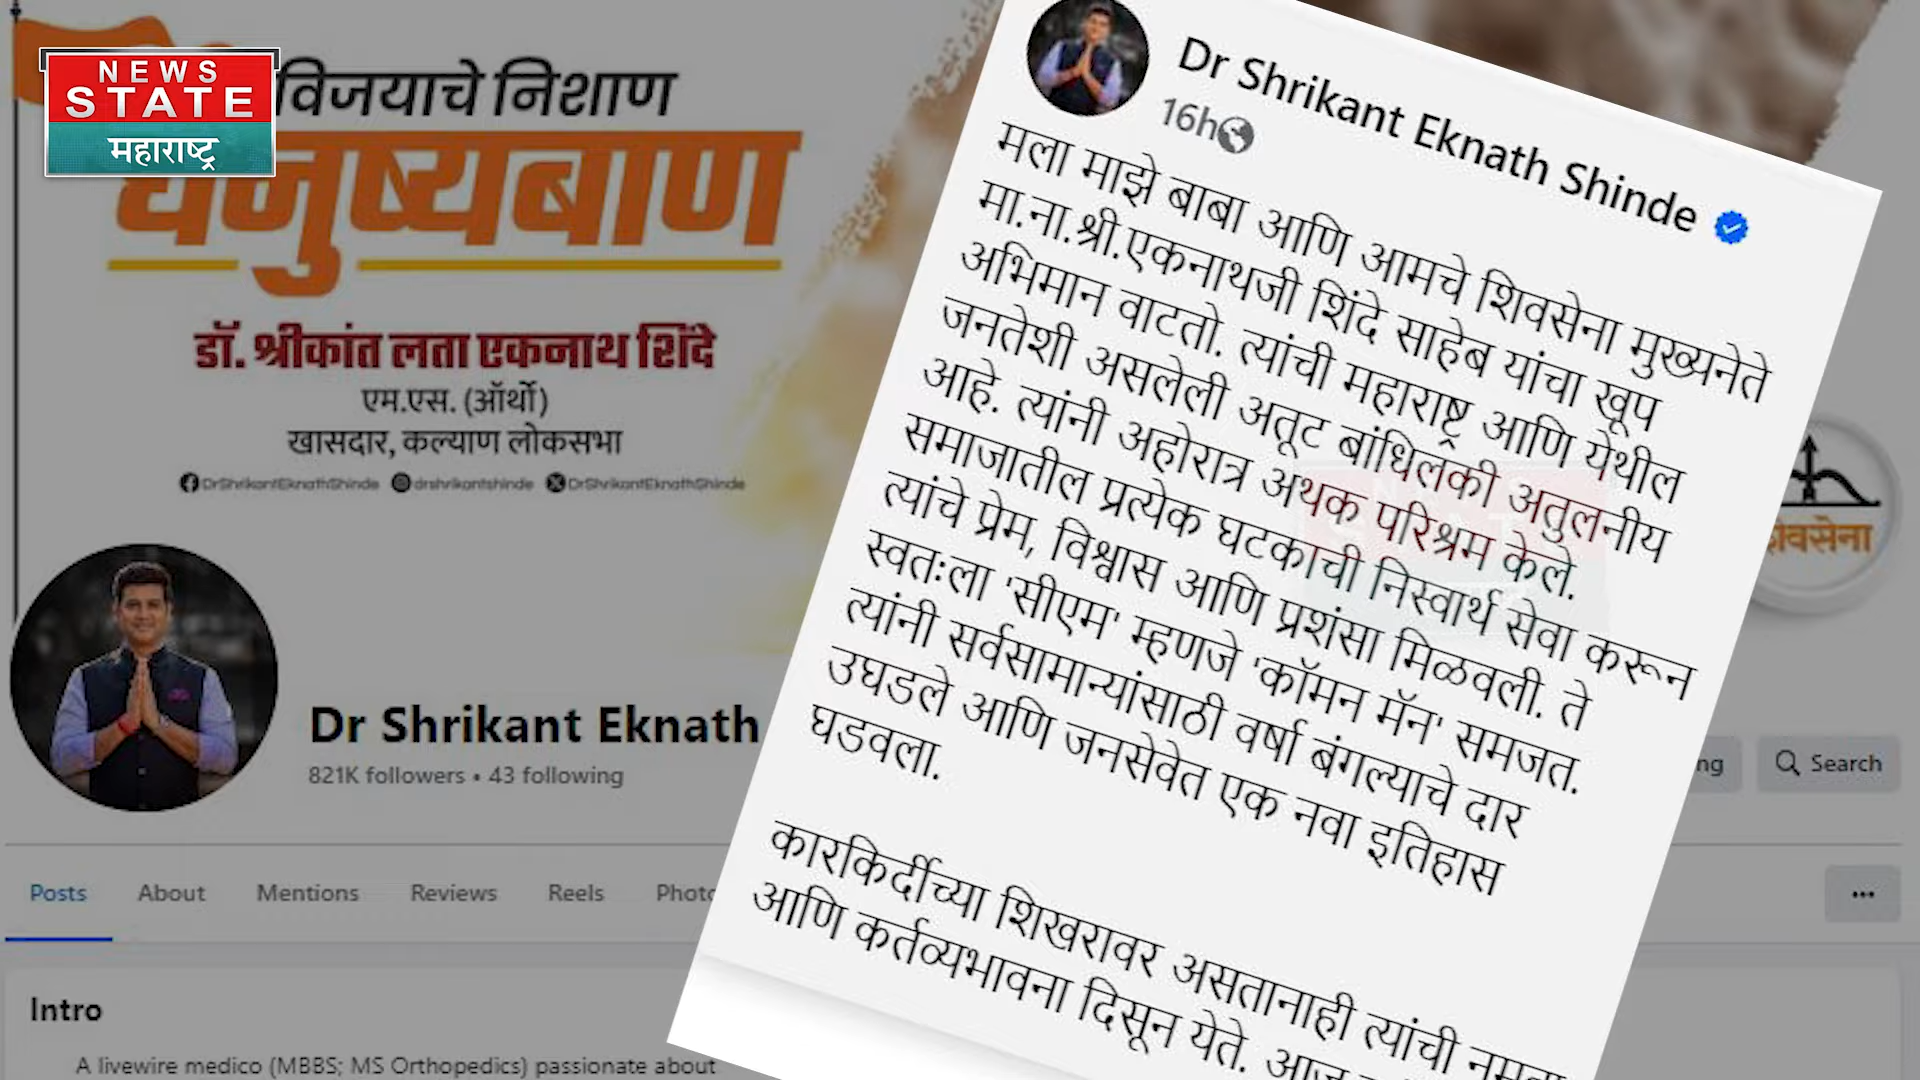 NEWS
STATE
महाराष्ट्र
विजयाचे निशाण
धनुष्यबाण
डॉ. श्रीकांत लता एकनाथ शिंदे
एम.एस. (ऑर्थो)
खासदार, कल्याण लोकसभा
DrShrikantEknathShinde drshrikantshinde DrShrikantEknathShinde
शिवसेना
Dr Shrikant Eknath
821K followers • 43 following
Search
Posts About Mentions Reviews Reels
Intro
A livewire medico (MBBS; MS Orthopedics) passionate about
Dr Shrikant Eknath Shinde
16h
मला माझे बाबा आणि आमचे शिवसेना मुख्यनेते
मा.ना.श्री.एकनाथजी शिंदे साहेब यांचा खूप
अभिमान वाटतो. त्यांची महाराष्ट्र आणि येथील
जनतेशी असलेली अतूट बांधिलकी अतुलनीय
आहे. त्यांनी अहोरात्र अथक परिश्रम केले.
समाजातील प्रत्येक घटकाची निस्वार्थ सेवा करून
त्यांचे प्रेम, विश्वास आणि प्रशंसा मिळवली. ते
स्वतःला 'सीएम' म्हणजे 'कॉमन मॅन' समजत.
त्यांनी सर्वसामान्यांसाठी वर्षा बंगल्याचे दार
उघडले आणि जनसेवेत एक नवा इतिहास
घडवला.
कारकिर्दीच्या शिखरावर असतानाही त्यांची
आणि कर्तव्यभावना दिसून येते. आज